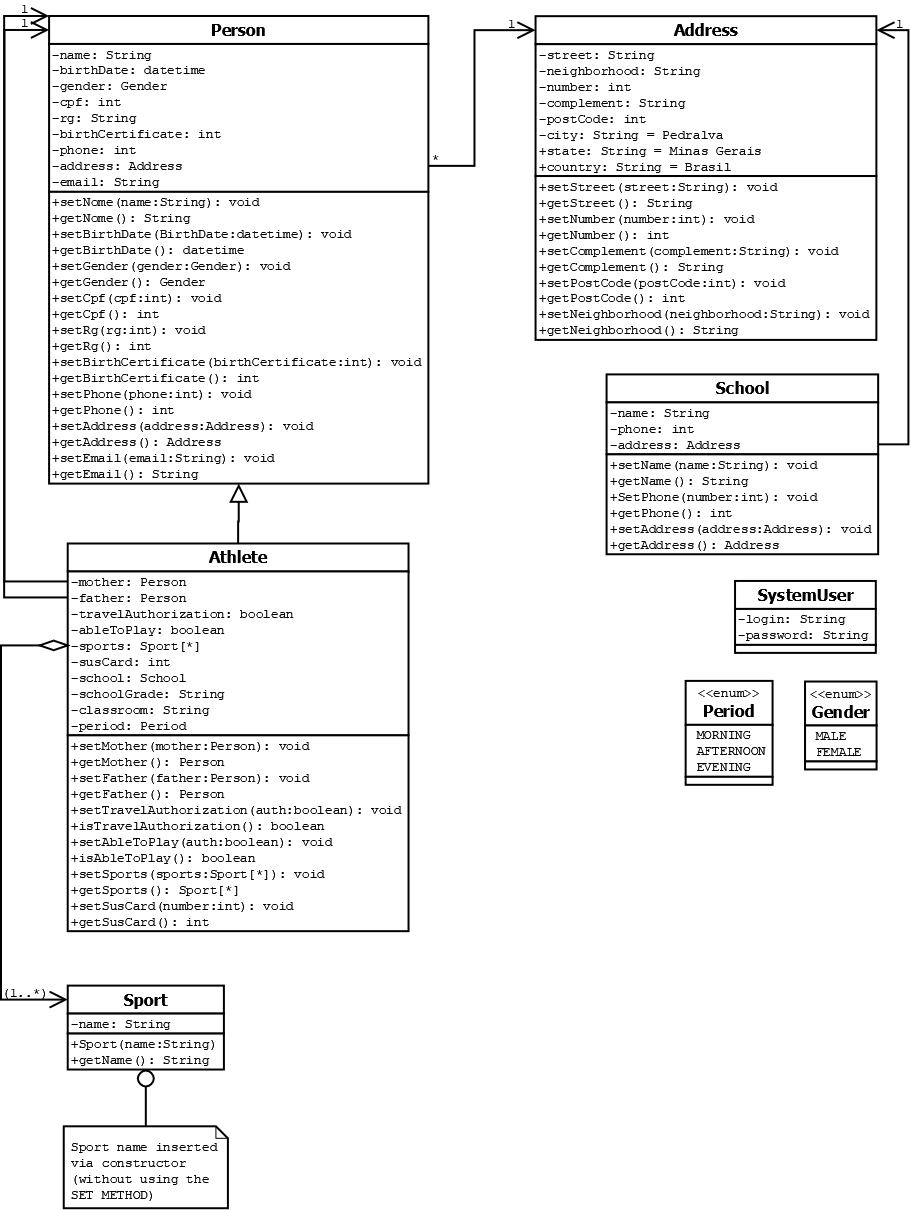 1
1
Person
-name: String
-birthDate: datetime
-gender: Gender
-cpf: int
-rg: String
-birthCertificate: int
-phone: int
-address: Address
-email: String
+setNome(name:String): void
+getNome(): String
+setBirthDate(BirthDate:datetime): void
+getBirthDate(): datetime
+setGender(gender:Gender): void
+getGender(): Gender
+setCpf(cpf:int): void
+getCpf(): int
+setRg(rg:int): void
+getRg(): int
+setBirthCertificate(birthCertificate:int): void
+getBirthCertificate(): int
+setPhone(phone:int): void
+getPhone(): int
+setAddress(address:Address): void
+getAddress(): Address
+setEmail(email:String): void
+getEmail(): String
*
1
Address
1
-street: String
-neighborhood: String
-number: int
-complement: String
-postCode: int
-city: String = Pedralva
+state: String = Minas Gerais
+country: String = Brasil
+setStreet(street:String): void
+getStreet(): String
+setNumber(number:int): void
+getNumber(): int
+setComplement(complement:String): void
+getComplement(): String
+setPostCode(postCode:int): void
+getPostCode(): int
+setNeighborhood(neighborhood:String): void
+getNeighborhood(): String
School
-name: String
-phone: int
-address: Address
+setName(name:String): void
+getName(): String
+SetPhone(number:int): void
+getPhone(): int
+setAddress(address:Address): void
+getAddress(): Address
Athlete
-mother: Person
-father: Person
-travelAuthorization: boolean
-ableToPlay: boolean
-sports: Sport[*]
-susCard: int
-school: School
-schoolGrade: String
-classroom: String
-period: Period
+setMother(mother:Person): void
+getMother(): Person
+setFather(father:Person): void
+getFather(): Person
+setTravelAuthorization(auth:boolean): void
+isTravelAuthorization(): boolean
+setAbleToPlay(auth:boolean): void
+isAbleToPlay(): boolean
+setSports(sports:Sport[*]): void
+getSports(): Sport[*]
+setSusCard(number:int): void
+getSusCard(): int
SystemUser
-login: String
-password: String
<<enum>>
Period
MORNING
AFTERNOON
EVENING
<<enum>>
Gender
MALE
FEMALE
(1..*)
Sport
-name: String
+Sport(name:String)
+getName(): String
Sport name inserted
via constructor
(without using the
SET METHOD)